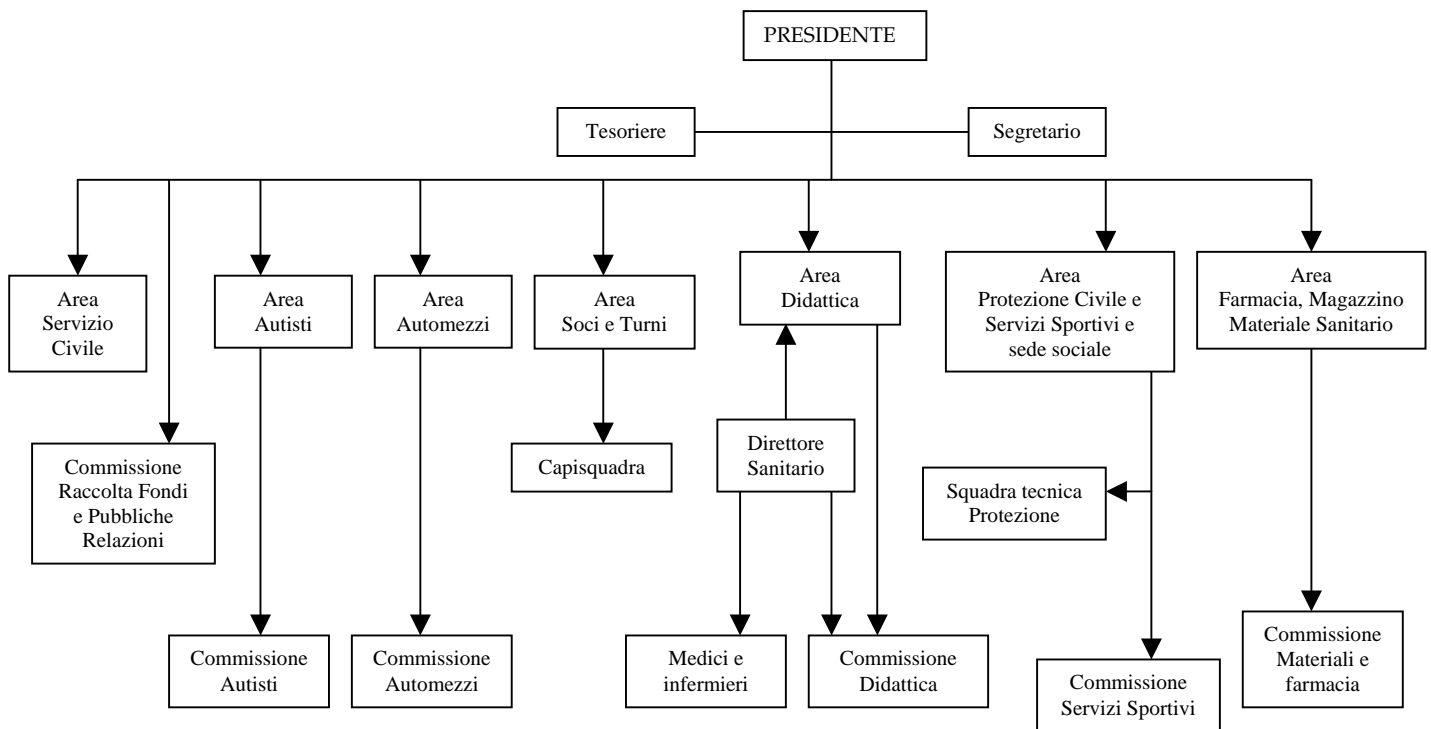 PRESIDENTE
Tesoriere
Segretario
Area
Servizio
Civile
Area
Autisti
Area
Automezzi
Area
Soci e Turni
Area
Didattica
Area
Protezione Civile e
Servizi Sportivi e
sede sociale
Area
Farmacia, Magazzino
Materiale Sanitario
Commissione
Raccolta Fondi
e Pubbliche
Relazioni
Capisquadra
Direttore
Sanitario
Squadra tecnica
Protezione
Commissione
Autisti
Commissione
Automezzi
Medici e
infermieri
Commissione
Didattica
Commissione
Servizi Sportivi
Commissione
Materiali e
farmacia